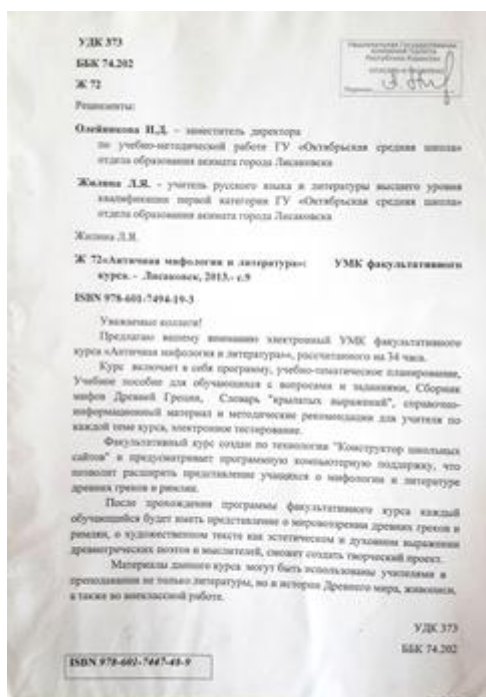 УДК 373
ББК 74.202
Ж 72
Рецензенты:
Олейникова И.Д. – заместитель директора
по учебно-методической работе ГУ «Октябрьская средняя школа»
отдела образования акимата города Лисаковска
Жилина Л.Я. - учитель русского языка и литературы высшего уровня
квалификации первой категории ГУ «Октябрьская средняя школа»
отдела образования акимата города Лисаковска
Жилина Л.Я.
Ж 72«Античная мифология и литература»: УМК факультативного
курса. - Лисаковск, 2013.- с.9
ISBN 978-601-7494-19-3
Уважаемые коллеги!
Предлагаю вашему вниманию электронный УМК факультативного
курса «Античная мифология и литература», рассчитанного на 34 часа.
Курс включает в себя программу, учебно-тематическое планирование,
Учебное пособие для обучающихся с вопросами и заданиями, Сборник
мифов Древней Греции, Словарь "крылатых выражений", справочно-
информационный материал и методические рекомендации для учителя по
каждой теме курса, электронное тестирование.
Факультативный курс создан по технологии "Конструктор школьных
сайтов" и предусматривает программную компьютерную поддержку, что
позволит расширить представление учащихся о мифологии и литературе
древних греков и римлян.
После прохождения программы факультативного курса каждый
обучающийся будет иметь представление о мировоззрении древних греков и
римлян, о художественном тексте как эстетическом и духовном выражении
древнегреческих поэтов и мыслителей, сможет создать творческий проект.
Материалы данного курса могут быть использованы учителями в
преподавании не только литературы, но и истории Древнего мира, живописи,
а также во внеклассной работе.
УДК 373
ББК 74.202
ISBN 978-601-7447-48-9